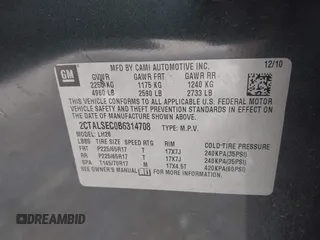 GM
MFD BY CAMI AUTOMOTIVE INC. 12/10
GVWR GAWR FRT GAWR RR
2250KG 1175 KG 1240 KG
4960 LB 2590 LB 2733 LB
THIS VEHICLE CONFORMS TO ALL APPLICABLE U.S. FEDERAL
MOTOR VEHICLE SAFETY, BUMPER, AND THEFT PREVENTION
STANDARDS IN EFFECT ON THE DATE OF MANUFACTURE SHOWN ABOVE.
2CTALSEC0B6314708 TYPE: M.P.V.
LH26
TIRE SIZE SPEED RTG RIM COLD TIRE PRESSURE
FRT P225/65R17 T 17X7J 240KPA(35PSI)
RR P225/65R17 T 17X7J 240KPA(35PSI)
SPA T145/70R17 M 17X4.5T 420KPA(60PSI)
SEE OWNER'S MANUAL FOR ADDITIONAL INFORMATION
DREAMBID